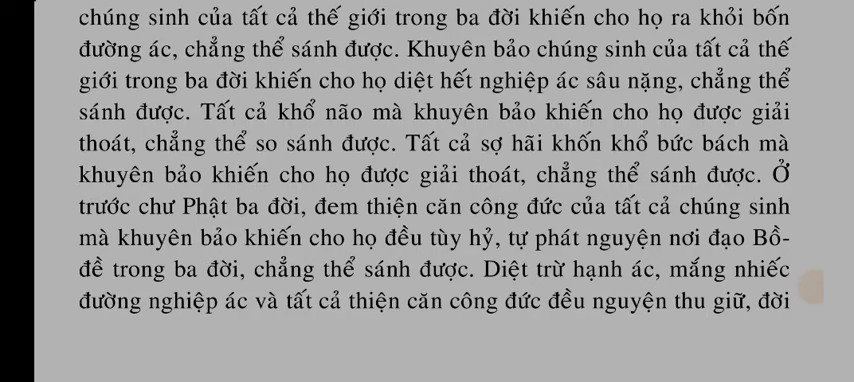 chúng sinh của tất cả thế giới trong ba đời khiến cho họ ra khỏi bốn
đường ác, chẳng thể sánh được. Khuyên bảo chúng sinh của tất cả thế
giới trong ba đời khiến cho họ diệt hết nghiệp ác sâu nặng, chẳng thể
sánh được. Tất cả khổ não mà khuyên bảo khiến cho họ được giải
thoát, chẳng thể so sánh được. Tất cả sợ hãi khốn khổ bức bách mà
khuyên bảo khiến cho họ được giải thoát, chẳng thể sánh được. Ở
trước chư Phật ba đời, đem thiện căn công đức của tất cả chúng sinh
mà khuyên bảo khiến cho họ đều tùy hỷ, tự phát nguyện nơi đạo Bồ-
đề trong ba đời, chẳng thể sánh được. Diệt trừ hạnh ác, mắng nhiếc
đường nghiệp ác và tất cả thiện căn công đức đều nguyện thu giữ, đời